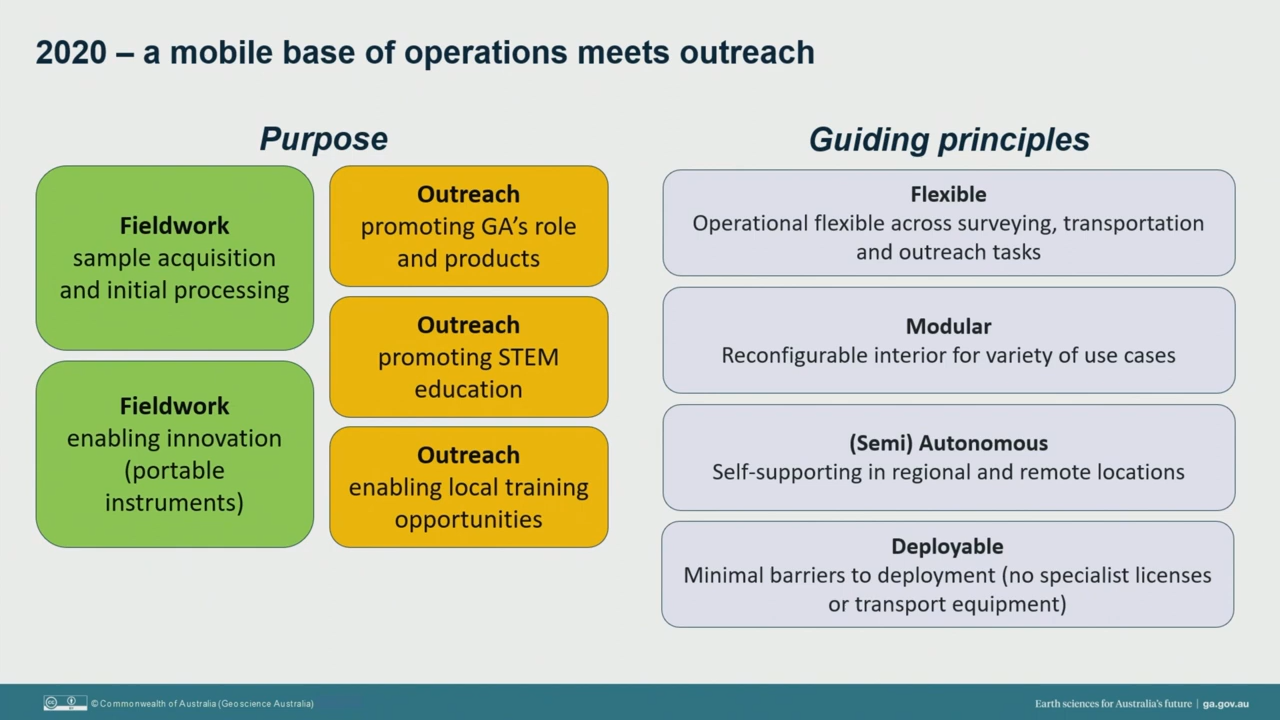 2020 – a mobile base of operations meets outreach
Purpose
Fieldwork
sample acquisition
and initial processing
Fieldwork
enabling innovation
(portable
instruments)
Outreach
promoting GA’s role
and products
Outreach
promoting STEM
education
Outreach
enabling local training
opportunities
Guiding principles
Flexible
Operational flexible across surveying, transportation
and outreach tasks
Modular
Reconfigurable interior for variety of use cases
(Semi) Autonomous
Self-supporting in regional and remote locations
Deployable
Minimal barriers to deployment (no specialist licenses
or transport equipment)
© Commonwealth of Australia (Geoscience Australia)
Earth sciences for Australia’s future | ga.gov.au